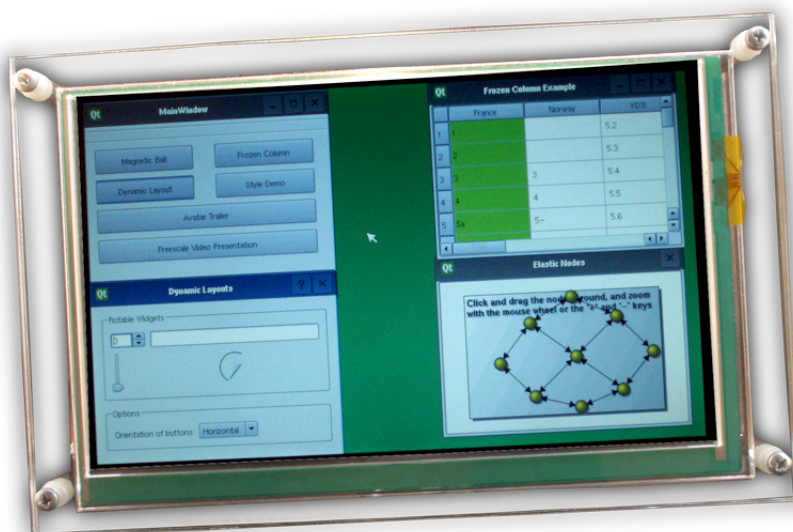 Qt MainWindow
Magnetic Ball
Frozen Column
Dynamic Layout
Style Demo
Avatar Trailer
Freescale Video Presentation
Qt Dynamic Layouts ? ×
Rotable Widgets
Options
Orientation of buttons: Horizontal
Qt Frozen Column Example
France Norway YDS
1 1 5.2
2 2 5.3
3 3 3 5.4
4 4 4 5.5
5 5a 5- 5.6
Qt Elastic Nodes
Click and drag the nodes around, and zoom
with the mouse wheel or the "+" and "-" keys